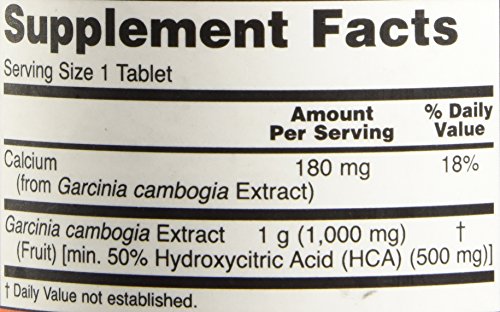 Supplement Facts
Serving Size 1 Tablet
Amount Per Serving % Daily Value
Calcium 180 mg 18%
(from Garcinia cambogia Extract)
Garcinia cambogia Extract 1 g (1,000 mg) †
(Fruit) [min. 50% Hydroxycitric Acid (HCA) (500 mg)]
† Daily Value not established.